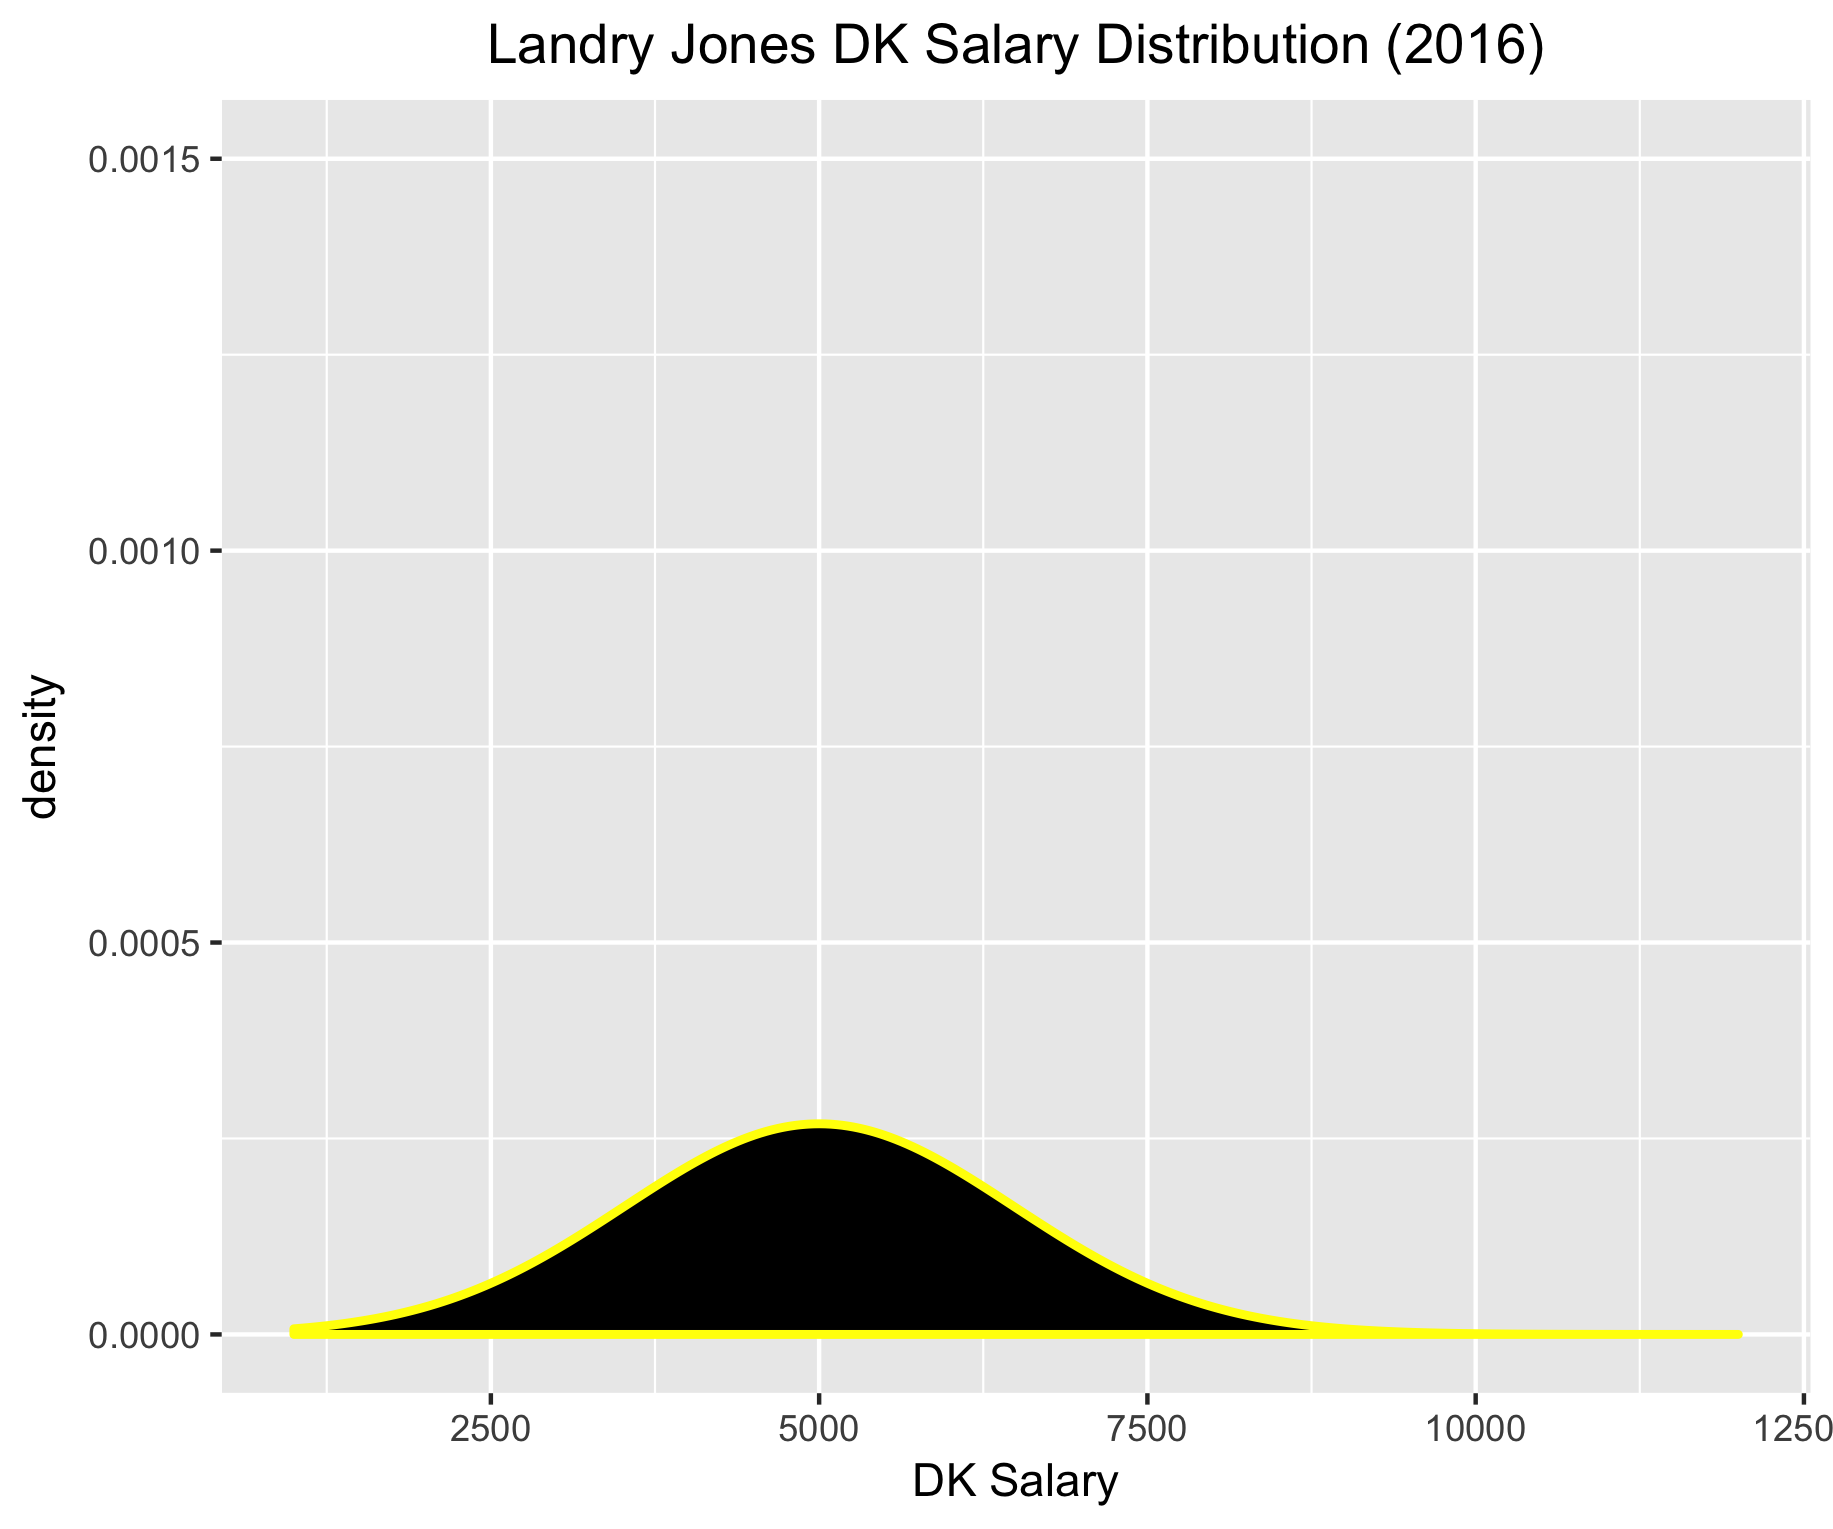 Landry Jones DK Salary Distribution (2016)
0.0015
0.0010
density
0.0005
0.0000
2500 5000 7500 10000 1250
DK Salary